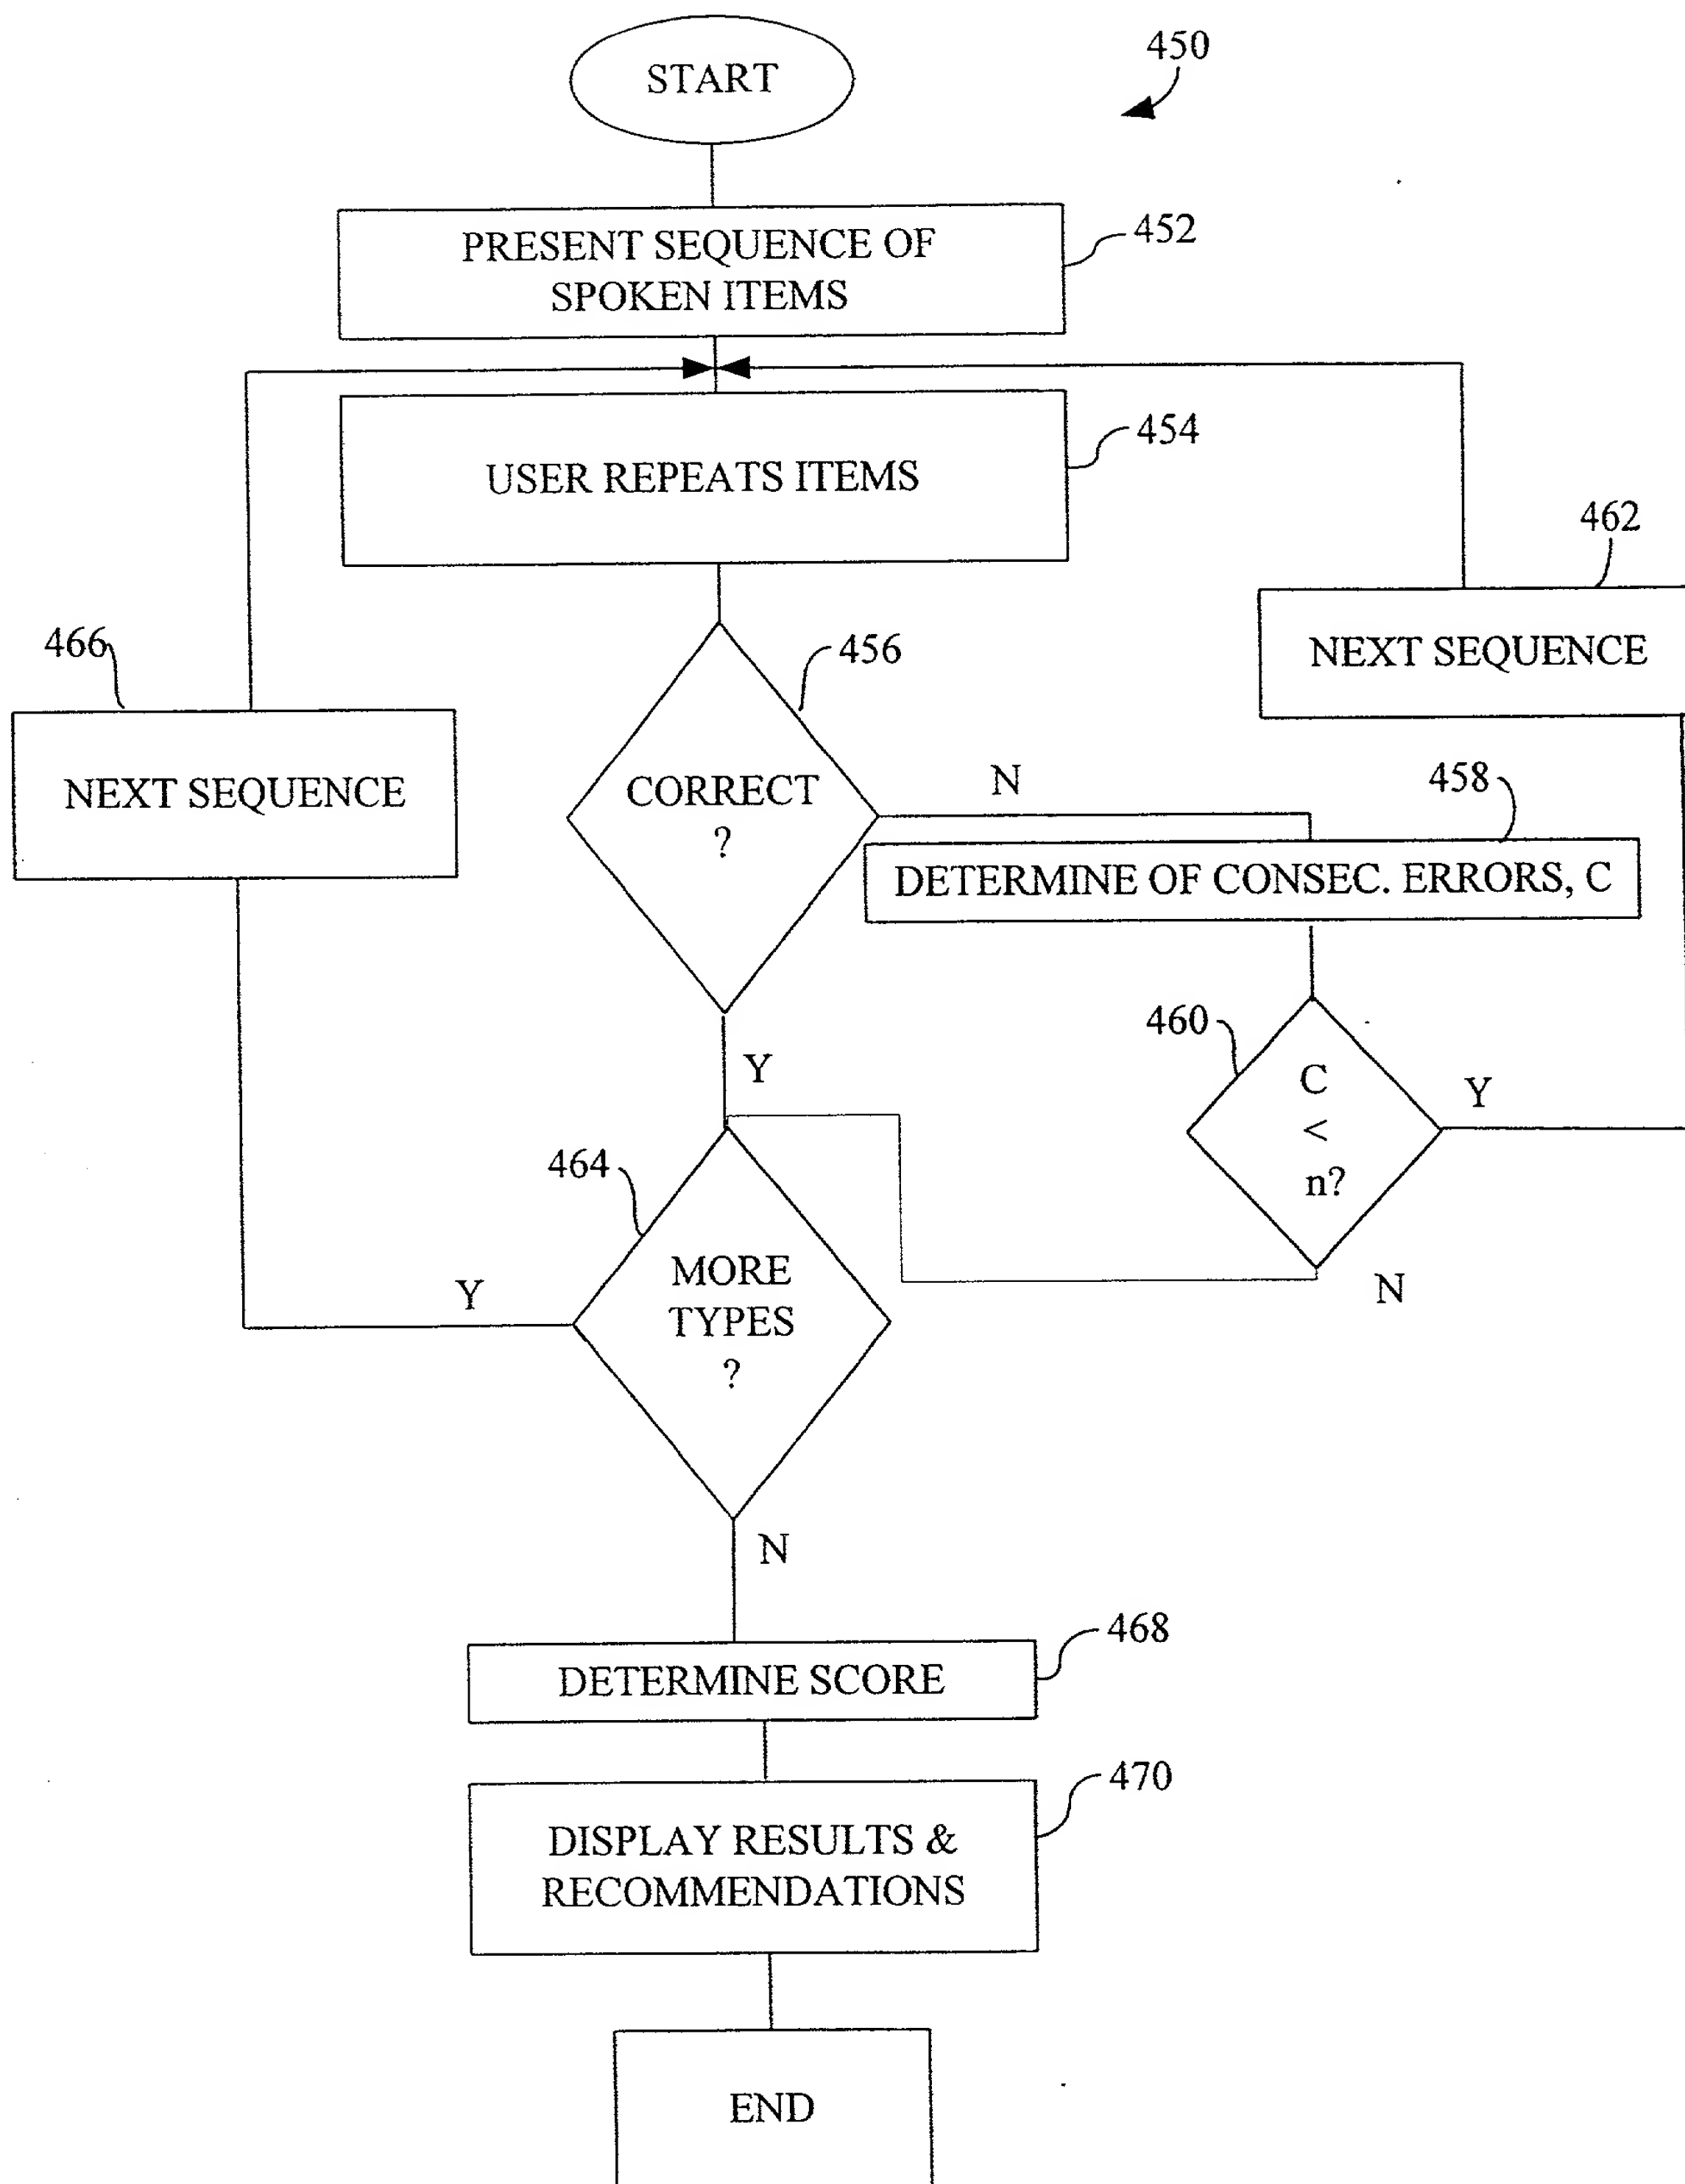 START
450
PRESENT SEQUENCE OF
SPOKEN ITEMS
452
USER REPEATS ITEMS
454
462
NEXT SEQUENCE
466
NEXT SEQUENCE
456
CORRECT
?
N
458
DETERMINE OF CONSEC. ERRORS, C
Y
460
C
<
n?
Y
N
464
MORE
TYPES
?
Y
N
468
DETERMINE SCORE
470
DISPLAY RESULTS &
RECOMMENDATIONS
END